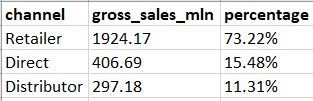 channel gross_sales_mln percentage
Retailer 1924.17 73.22%
Direct 406.69 15.48%
Distributor 297.18 11.31%